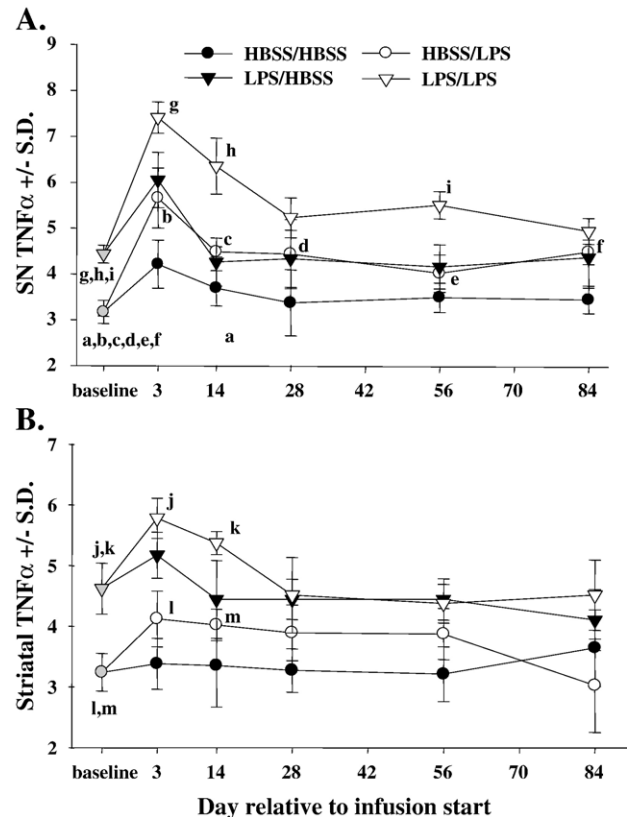 A.
HBSS/HBSS HBSS/LPS
LPS/HBSS LPS/LPS
SN TNFα +/- S.D.
9
8
7
6
5
4
3
2
g
h
i
b
c
d
e
f
g,h,i
a,b,c,d,e,f
a
baseline 3 14 28 42 56 70 84
B.
Striatal TNFα +/- S.D.
7
6
5
4
3
2
j
k
j,k
l
m
l,m
baseline 3 14 28 42 56 70 84
Day relative to infusion start